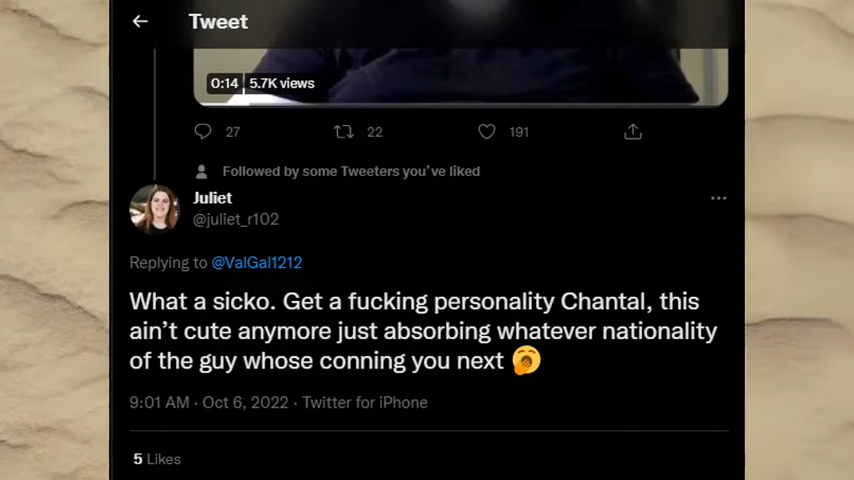 Tweet
0:14 5.7K views
27 22 191
Followed by some Tweeters you've liked
Juliet
@juliet_r102
Replying to @ValGal1212
What a sicko. Get a fucking personality Chantal, this
ain't cute anymore just absorbing whatever nationality
of the guy whose conning you next
9:01 AM · Oct 6, 2022 · Twitter for iPhone
5 Likes